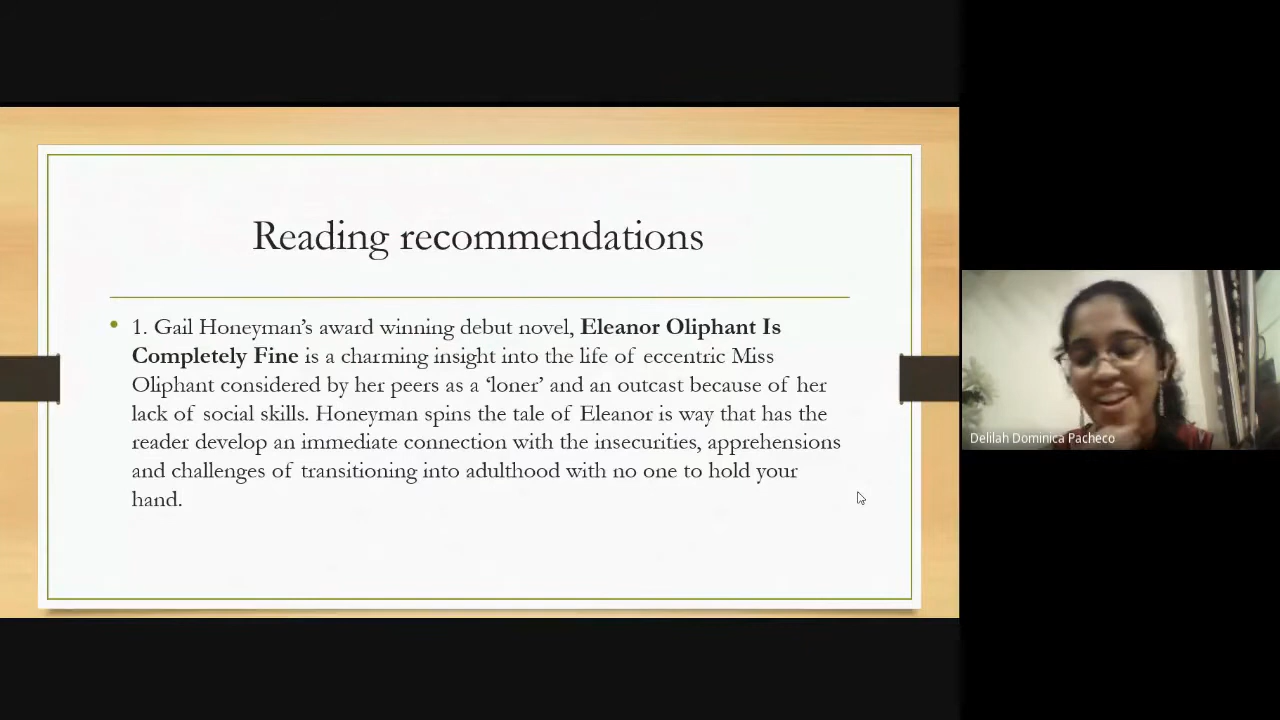 Reading recommendations
• 1. Gail Honeyman’s award winning debut novel, Eleanor Oliphant Is
Completely Fine is a charming insight into the life of eccentric Miss
Oliphant considered by her peers as a ‘loner’ and an outcast because of her
lack of social skills. Honeyman spins the tale of Eleanor is way that has the
reader develop an immediate connection with the insecurities, apprehensions
and challenges of transitioning into adulthood with no one to hold your
hand.
Delilah Dominica Pacheco